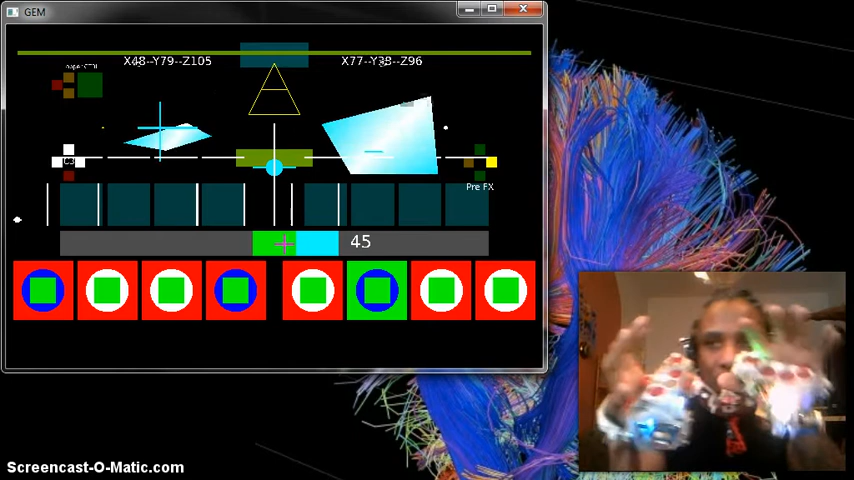 GEM
X48--Y79--Z105
X77--Y38--Z96
Pre FX
45
Screencast-O-Matic.com